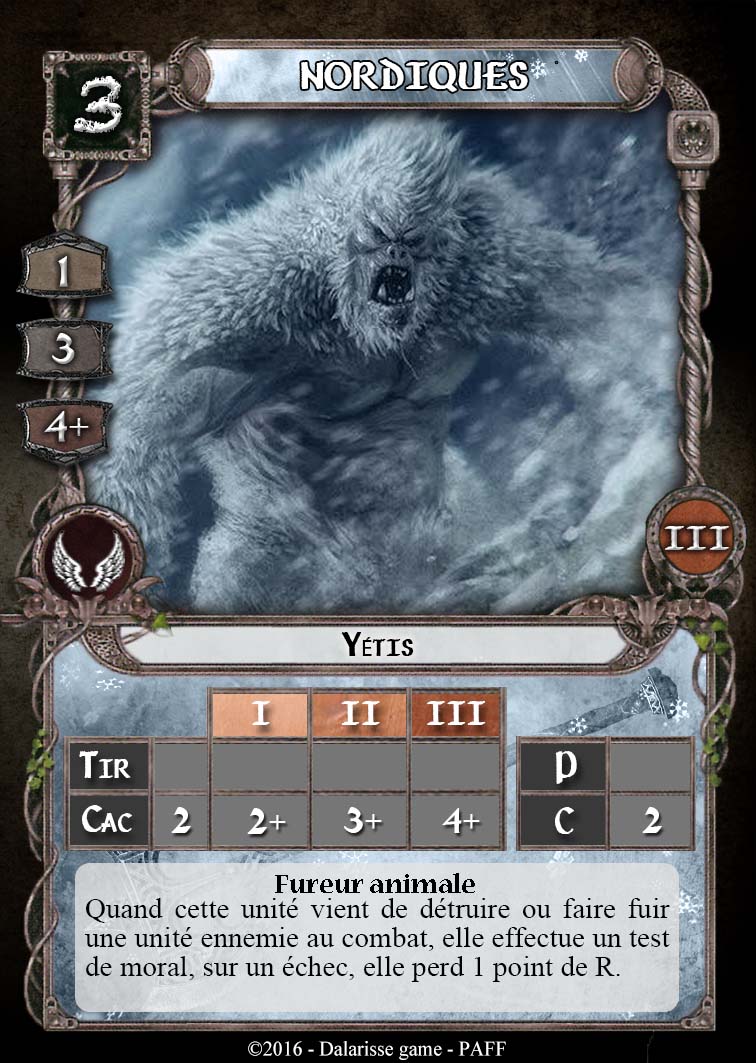 NORDIQUES
3
1
3
4+
III
YÉTIS
I II III
TIR
D
CAC 2 2+ 3+ 4+
C 2
Fureur animale
Quand cette unité vient de détruire ou faire fuir
une unité ennemie au combat, elle effectue un test
de moral, sur un échec, elle perd 1 point de R.
©2016 - Dalarisse game - PAFF